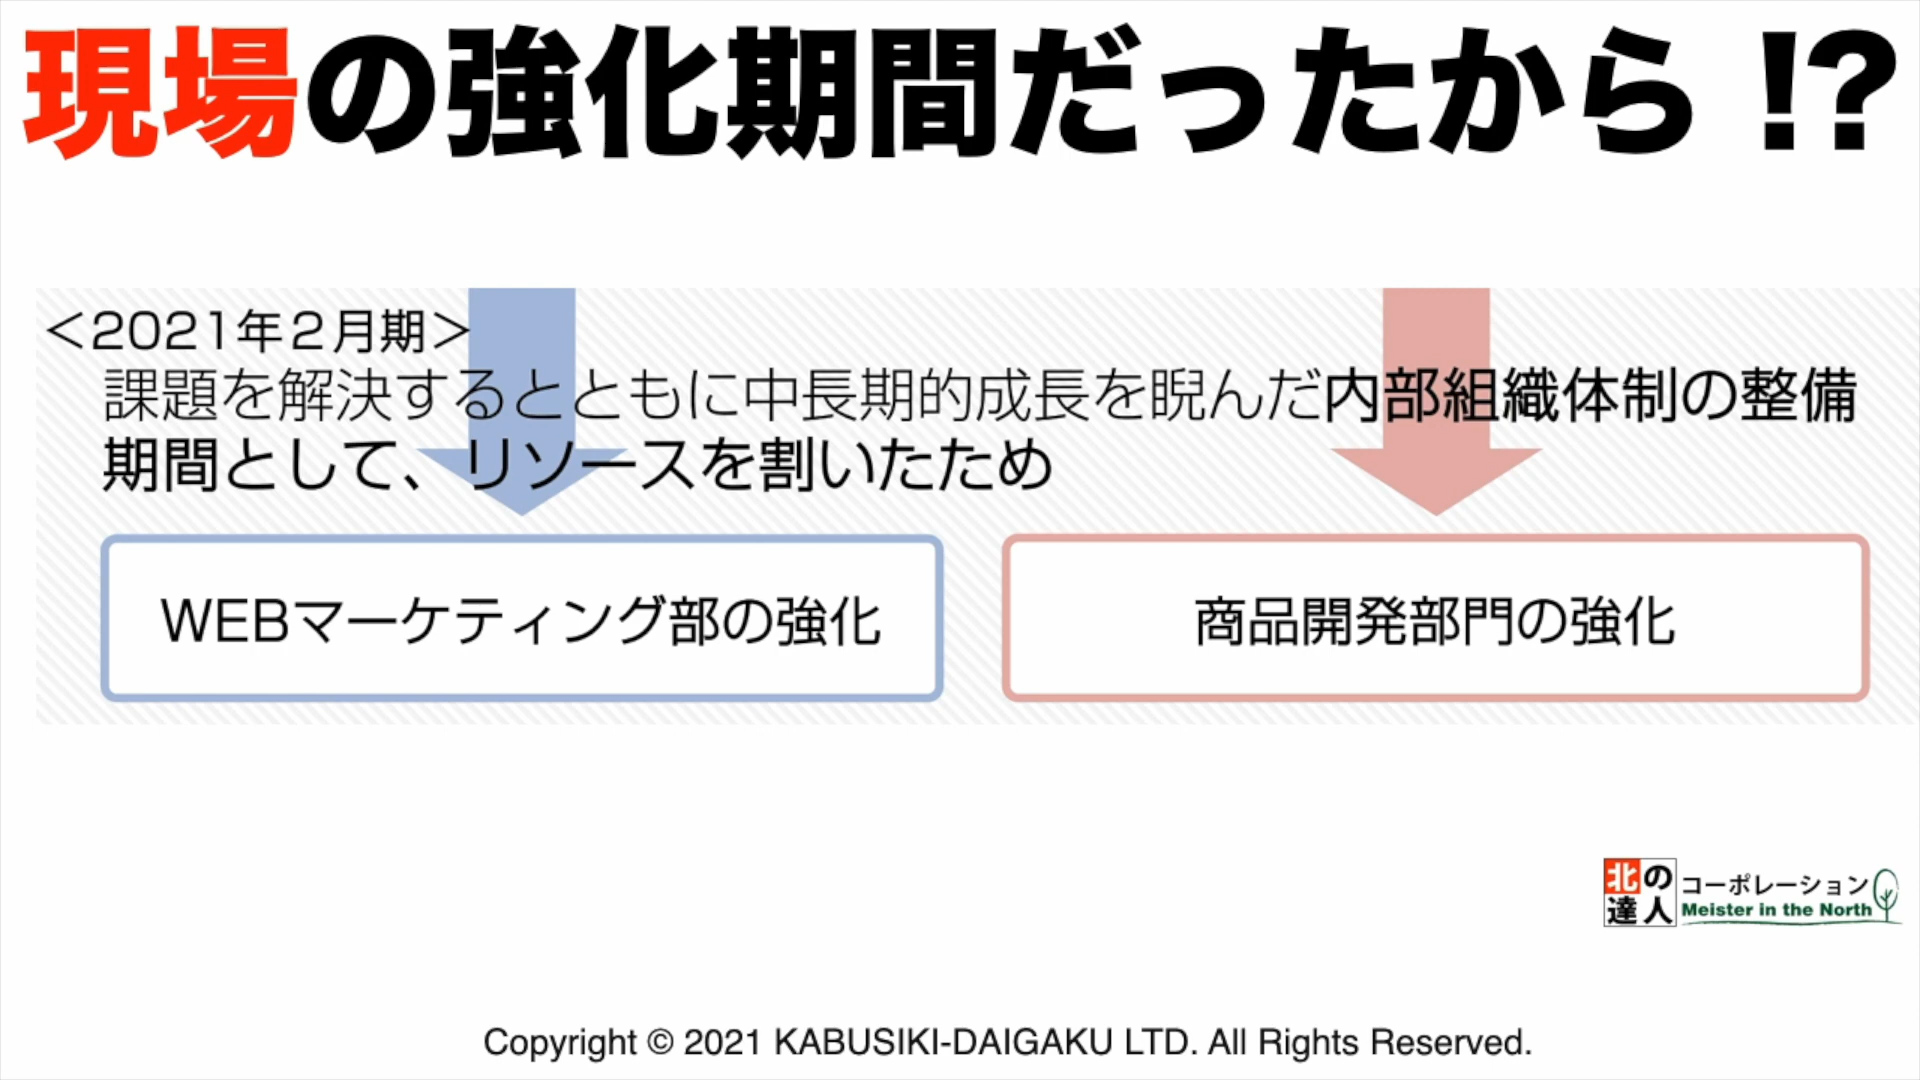 現場の強化期間だったから !?
＜2021年２月期＞
課題を解決するとともに中長期的成長を睨んだ内部組織体制の整備
期間として、リソースを割いたため
WEBマーケティング部の強化
商品開発部門の強化
北の達人
コーポレーション
Meister in the North
Copyright © 2021 KABUSIKI-DAIGAKU LTD. All Rights Reserved.